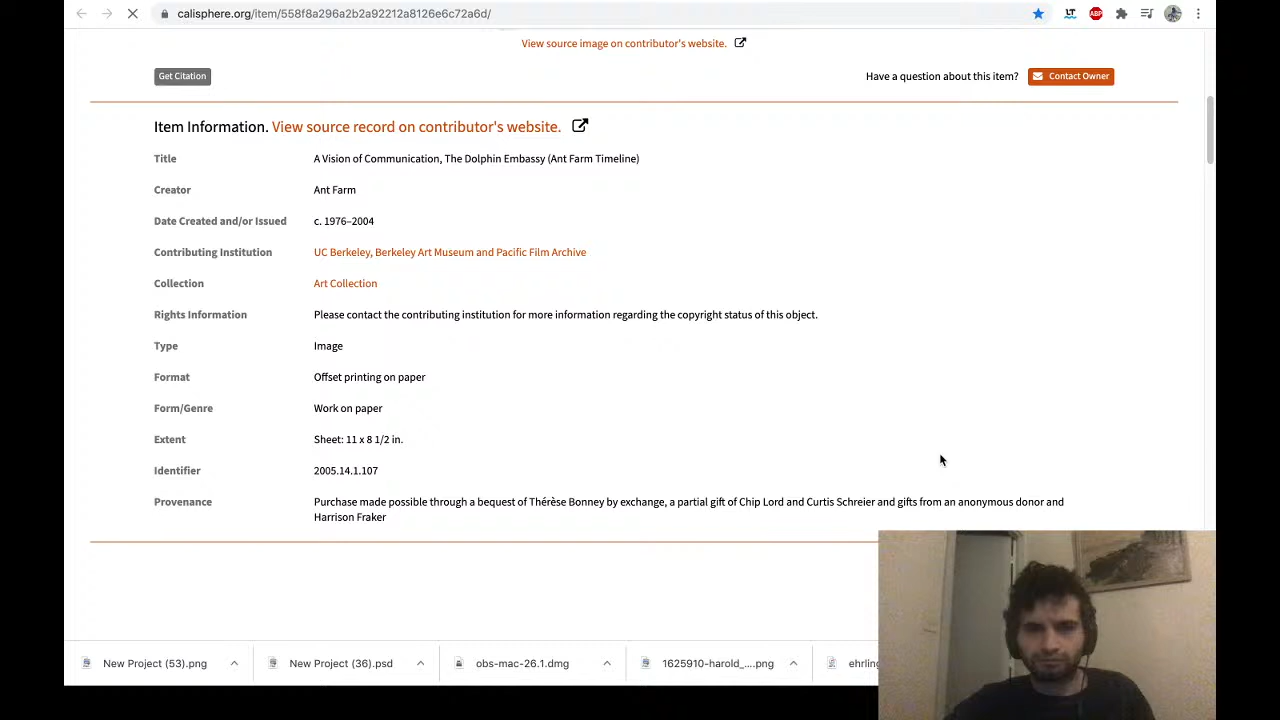 calisphere.org/item/558f8a296a2b2a92212a8126e6c72a6d/
LT
ABP
View source image on contributor's website.
Get Citation
Have a question about this item?
Contact Owner
Item Information. View source record on contributor's website.
Title A Vision of Communication, The Dolphin Embassy (Ant Farm Timeline)
Creator Ant Farm
Date Created and/or Issued c. 1976–2004
Contributing Institution UC Berkeley, Berkeley Art Museum and Pacific Film Archive
Collection Art Collection
Rights Information Please contact the contributing institution for more information regarding the copyright status of this object.
Type Image
Format Offset printing on paper
Form/Genre Work on paper
Extent Sheet: 11 x 8 1/2 in.
Identifier 2005.14.1.107
Provenance Purchase made possible through a bequest of Thérèse Bonney by exchange, a partial gift of Chip Lord and Curtis Schreier and gifts from an anonymous donor and
Harrison Fraker
New Project (53).png
New Project (36).psd
obs-mac-26.1.dmg
1625910-harold_....png
ehrling